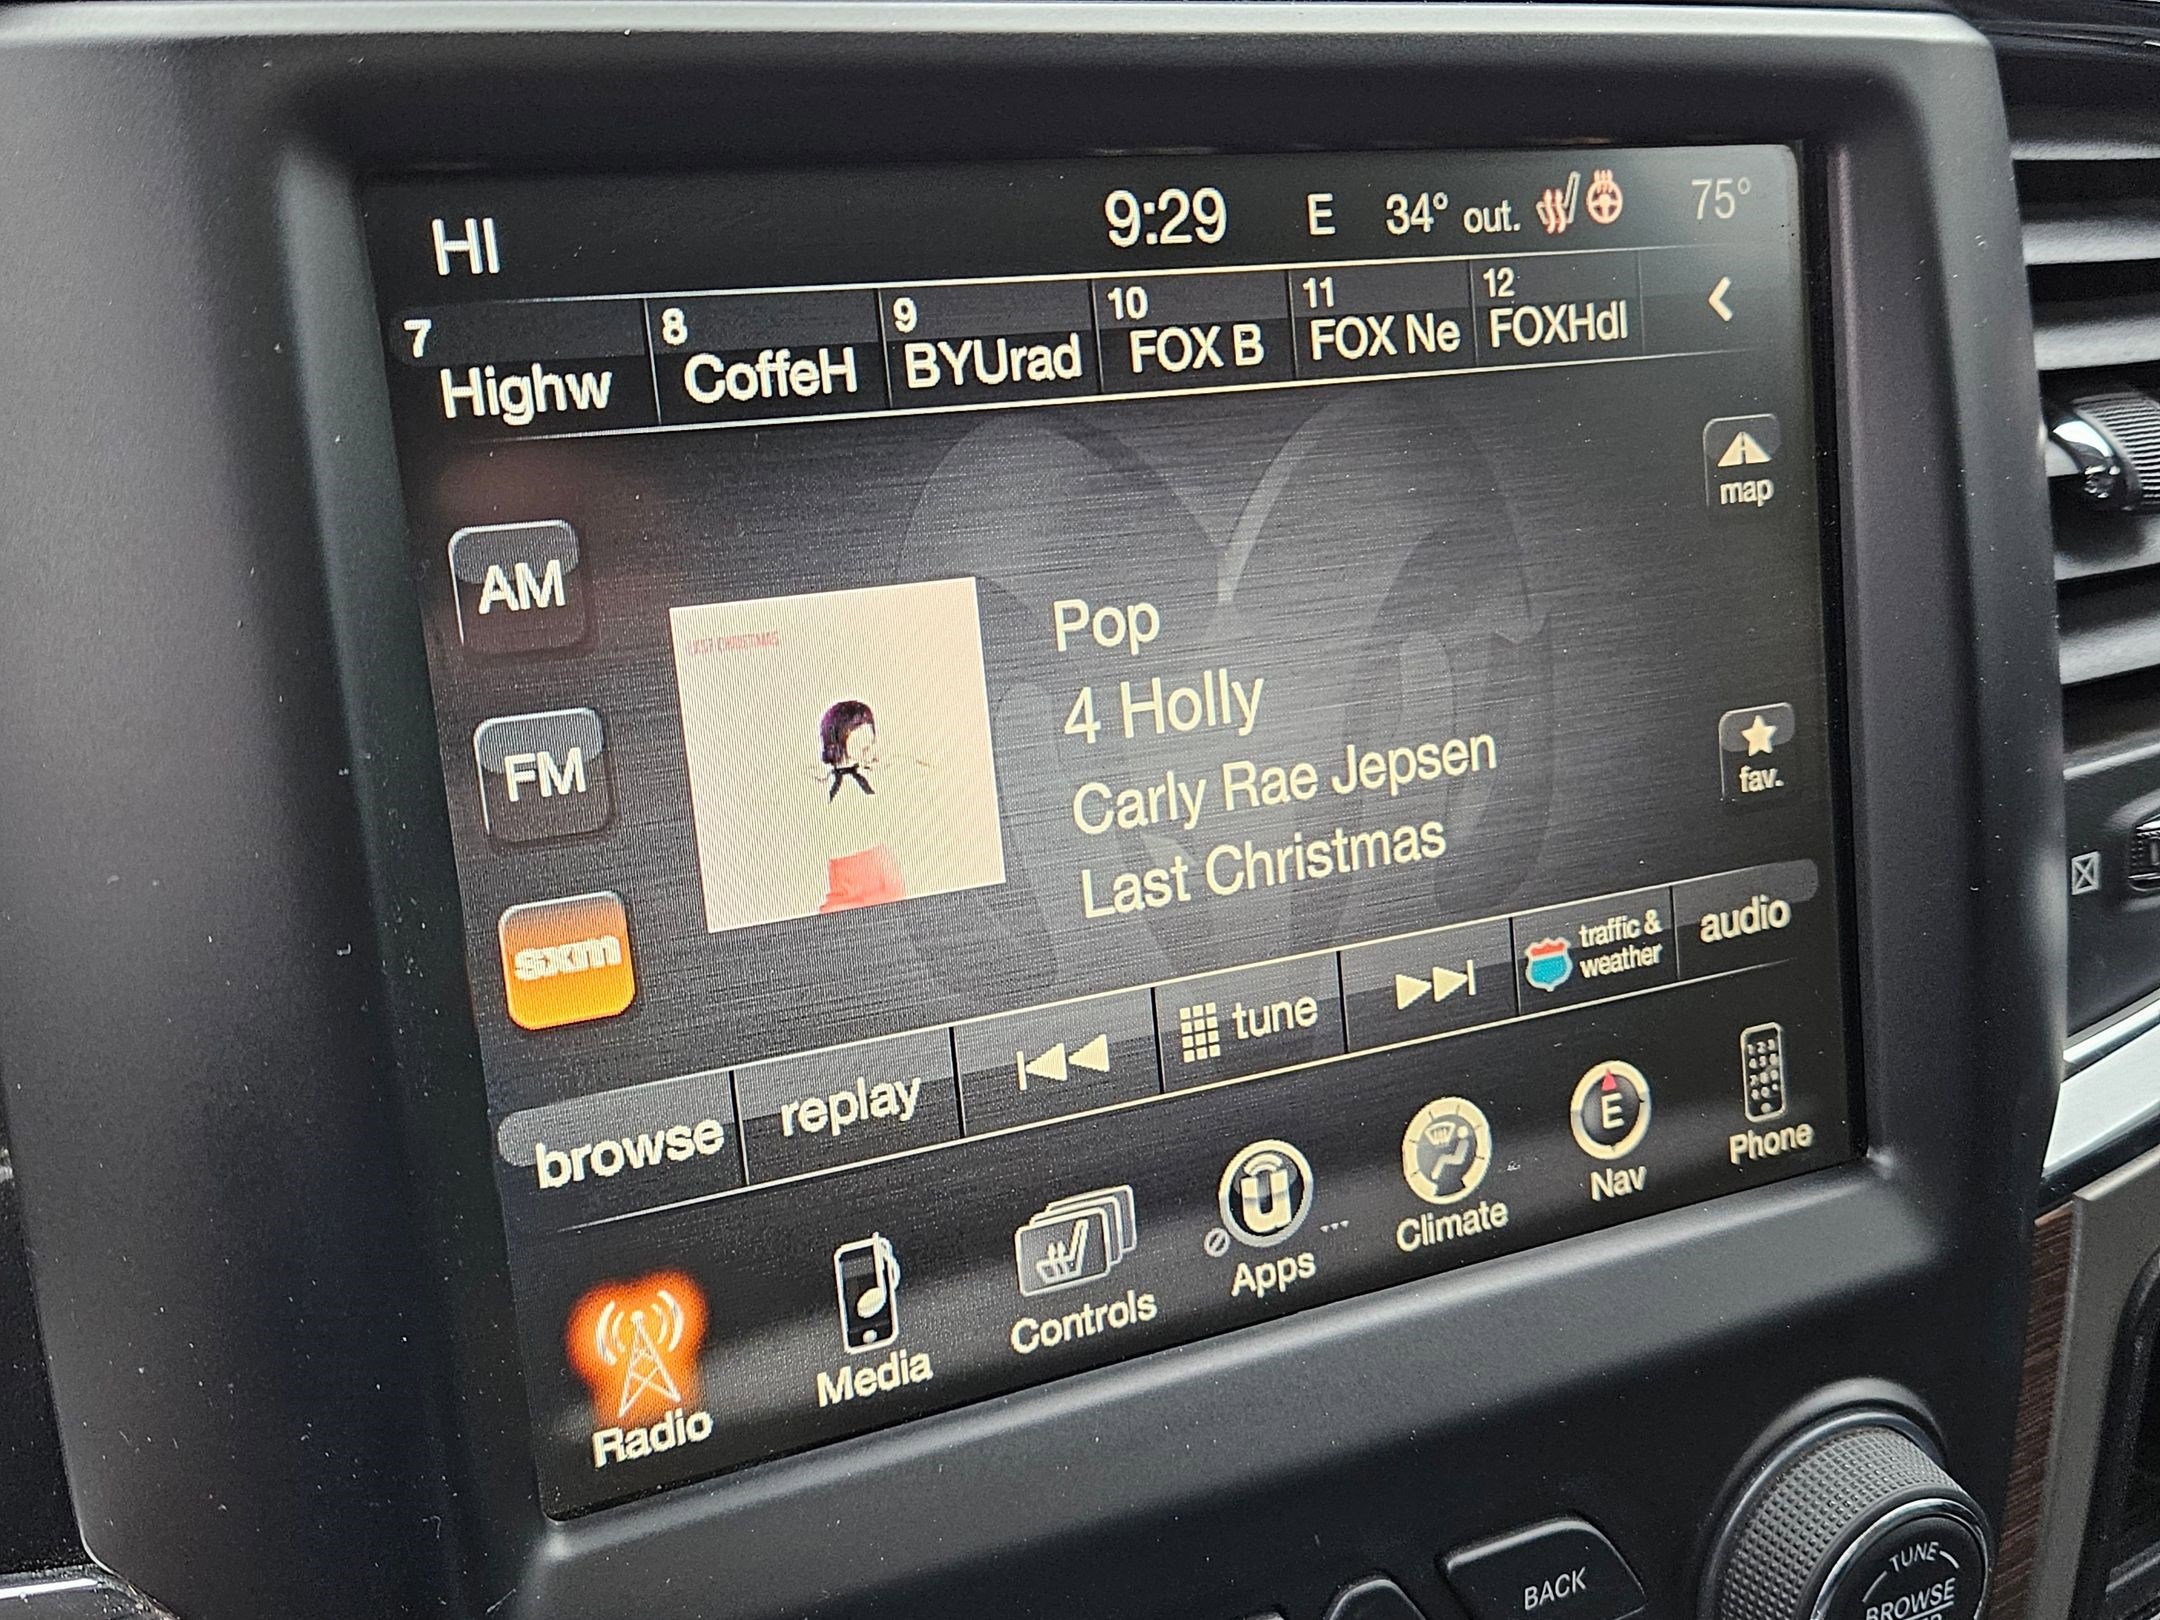 HI 9:29 E 34° out. 75°
7 Highw
8 CoffeH
9 BYUrad
10 FOX B
11 FOX Ne
12 FOXHdl
map
AM
LAST CHRISTMAS
Pop
4 Holly
FM
Carly Rae Jepsen
fav.
Last Christmas
sxm
browse
replay
tune
traffic &
weather
audio
Radio
Media
Controls
Apps
Climate
E
Nav
Phone
BACK
TUNE
BROWSE